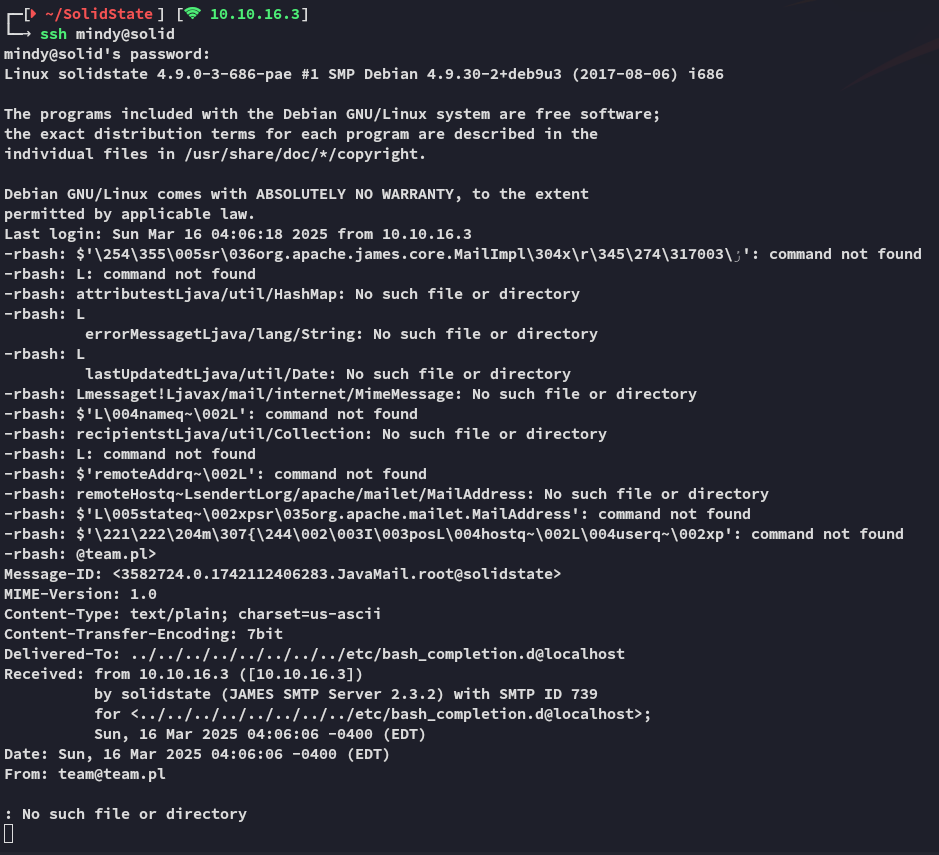 ┌─[ ~/SolidState ] [ 10.10.16.3]
└─→ ssh mindy@solid
mindy@solid's password:
Linux solidstate 4.9.0-3-686-pae #1 SMP Debian 4.9.30-2+deb9u3 (2017-08-06) i686

The programs included with the Debian GNU/Linux system are free software;
the exact distribution terms for each program are described in the
individual files in /usr/share/doc/*/copyright.

Debian GNU/Linux comes with ABSOLUTELY NO WARRANTY, to the extent
permitted by applicable law.
Last login: Sun Mar 16 04:06:18 2025 from 10.10.16.3
-rbash: $'\254\355\005sr\036org.apache.james.core.MailImpl\304x\r\345\274\317003\': command not found
-rbash: L: command not found
-rbash: attributestLjava/util/HashMap: No such file or directory
-rbash: L
         errorMessagetLjava/lang/String: No such file or directory
-rbash: L
         lastUpdatedtLjava/util/Date: No such file or directory
-rbash: Lmessaget!Ljavax/mail/internet/MimeMessage: No such file or directory
-rbash: $'L\004nameq~\002L': command not found
-rbash: recipientstLjava/util/Collection: No such file or directory
-rbash: L: command not found
-rbash: $'remoteAddrq~\002L': command not found
-rbash: remoteHostq~LsendertLorg/apache/mailet/MailAddress: No such file or directory
-rbash: $'L\005stateq~\002xpsr\035org.apache.mailet.MailAddress': command not found
-rbash: $'\221\222\204m\307{\244\002\003I\003posL\004hostq~\002L\004userq~\002xp': command not found
-rbash: @team.pl>
Message-ID: <3582724.0.1742112406283.JavaMail.root@solidstate>
MIME-Version: 1.0
Content-Type: text/plain; charset=us-ascii
Content-Transfer-Encoding: 7bit
Delivered-To: ../../../../../../../../etc/bash_completion.d@localhost
Received: from 10.10.16.3 ([10.10.16.3])
          by solidstate (JAMES SMTP Server 2.3.2) with SMTP ID 739
          for <../../../../../../../../etc/bash_completion.d@localhost>;
          Sun, 16 Mar 2025 04:06:06 -0400 (EDT)
Date: Sun, 16 Mar 2025 04:06:06 -0400 (EDT)
From: team@team.pl

: No such file or directory